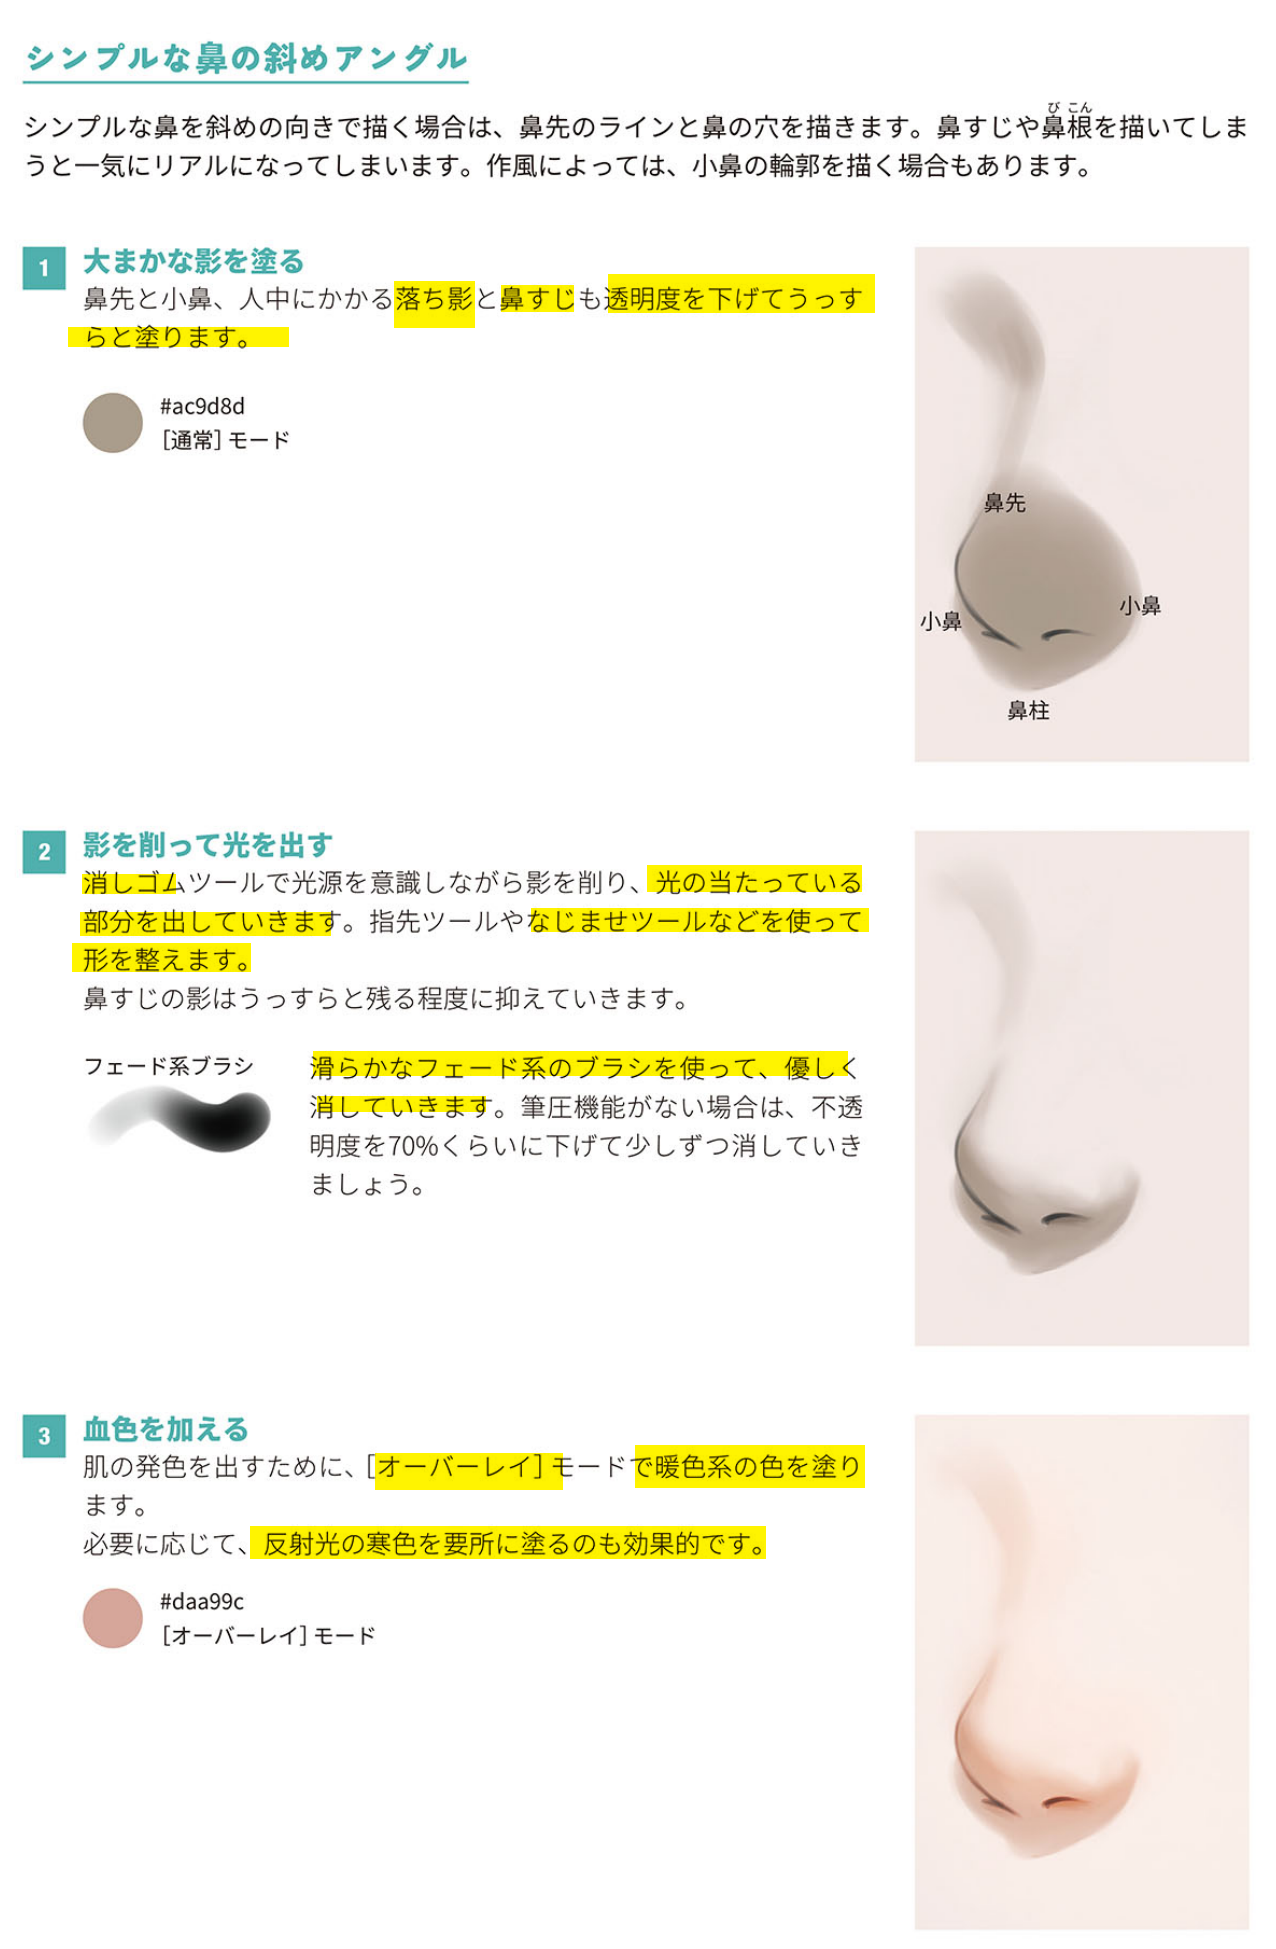 シンプルな鼻の斜めアングル
シンプルな鼻を斜めの向きで描く場合は、鼻先のラインと鼻の穴を描きます。鼻すじや鼻根を描いてしま
びこん
うと一気にリアルになってしまいます。作風によっては、小鼻の輪郭を描く場合もあります。
1 大まかな影を塗る
鼻先と小鼻、人中にかかる落ち影と鼻すじも透明度を下げてうっす
らと塗ります。
#ac9d8d
[通常] モード
鼻先
小鼻
小鼻
鼻柱
2 影を削って光を出す
消しゴムツールで光源を意識しながら影を削り、光の当たっている
部分を出していきます。指先ツールやなじませツールなどを使って
形を整えます。
鼻すじの影はうっすらと残る程度に抑えていきます。
フェード系ブラシ
滑らかなフェード系のブラシを使って、優しく
消していきます。筆圧機能がない場合は、不透
明度を70%くらいに下げて少しずつ消していき
ましょう。
3 血色を加える
肌の発色を出すために、[オーバーレイ] モードで暖色系の色を塗り
ます。
必要に応じて、反射光の寒色を要所に塗るのも効果的です。
#daa99c
[オーバーレイ] モード